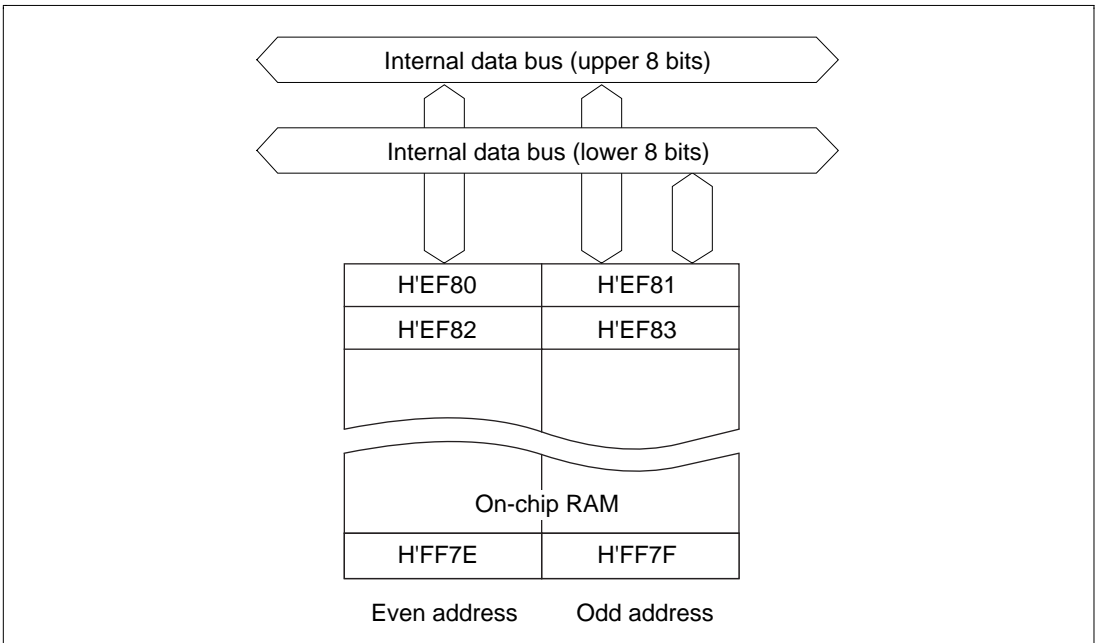 Internal data bus (upper 8 bits)
Internal data bus (lower 8 bits)
H'EF80 H'EF81
H'EF82 H'EF83
On-chip RAM
H'FF7E H'FF7F
Even address Odd address